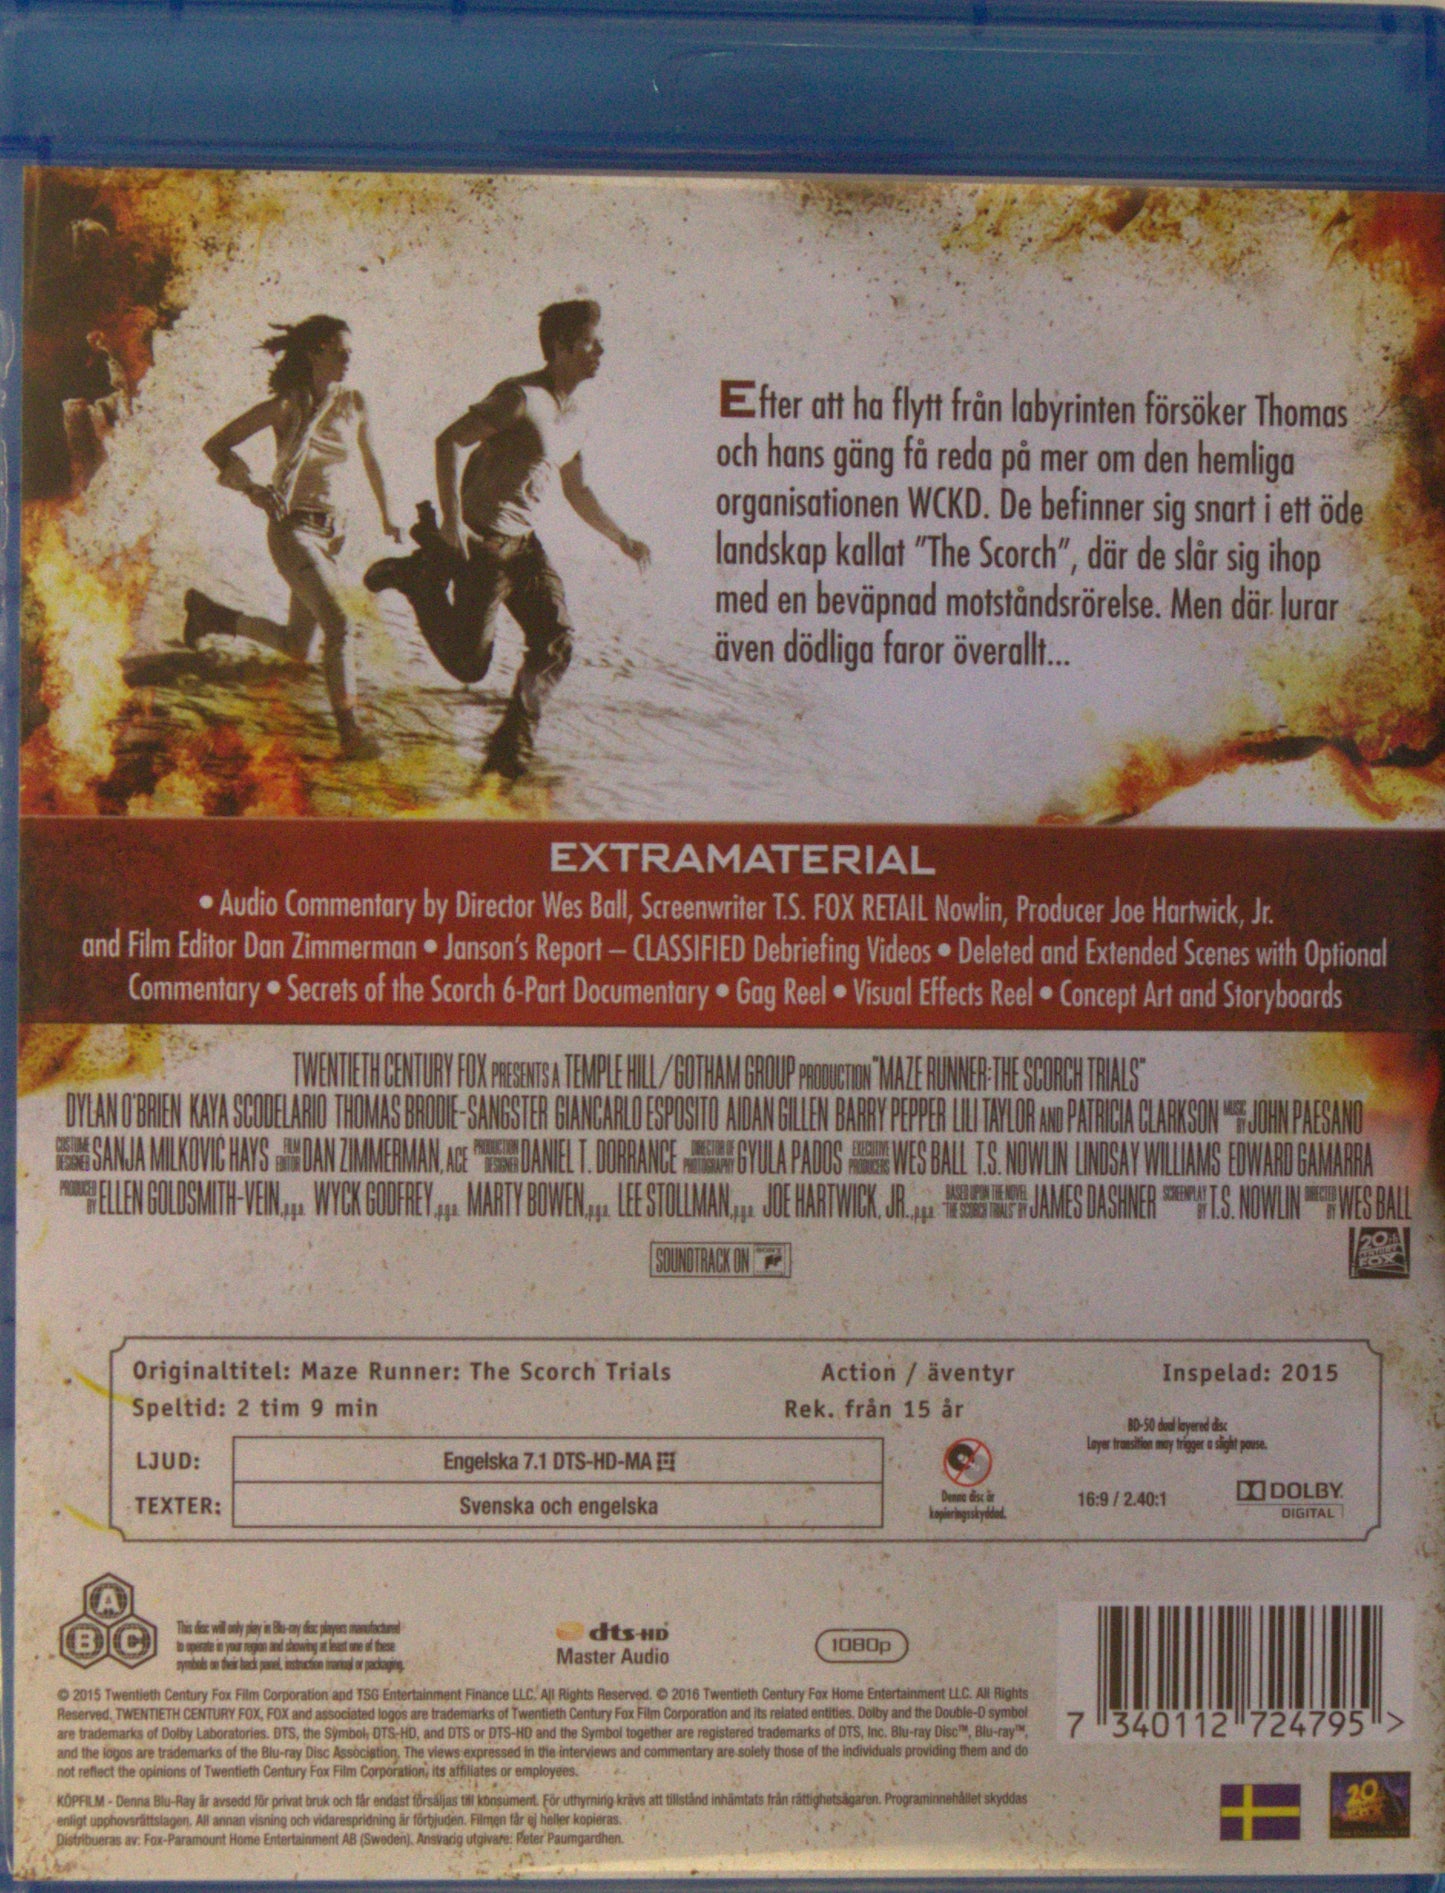 Efter att ha flytt från labyrinten försöker Thomas
och hans gäng få reda på mer om den hemliga
organisationen WCKD. De befinner sig snart i ett öde
landskap kallat ”The Scorch”, där de slår sig ihop
med en beväpnad motståndsrörelse. Men där lurar
även dödliga faror överallt...
EXTRAMATERIAL
• Audio Commentary by Director Wes Ball, Screenwriter T.S. FOX RETAIL Nowlin, Producer Joe Hartwick, Jr.
and Film Editor Dan Zimmerman • Janson's Report – CLASSIFIED Debriefing Videos • Deleted and Extended Scenes with Optional
Commentary • Secrets of the Scorch 6-Part Documentary • Gag Reel • Visual Effects Reel • Concept Art and Storyboards
TWENTIETH CENTURY FOX PRESENTS A TEMPLE HILL/GOTHAM GROUP PRODUCTION "MAZE RUNNER: THE SCORCH TRIALS"
DYLAN O'BRIEN KAYA SCODELARIO THOMAS BRODIE-SANGSTER GIANCARLO ESPOSITO AIDAN GILLEN BARRY PEPPER LILI TAYLOR AND PATRICIA CLARKSON MUSIC BY JOHN PAESANO
COSTUME DESIGNER SANJA MILKOVIC HAYS FILM EDITOR DAN ZIMMERMAN, ACE PRODUCTION DESIGNER DANIEL T. DORRANCE DIRECTOR OF PHOTOGRAPHY GYULA PADOS EXECUTIVE PRODUCERS WES BALL T.S. NOWLIN LINDSAY WILLIAMS EDWARD GAMARRA
PRODUCED BY ELLEN GOLDSMITH-VEIN, p.g.a. WYCK GODFREY, p.g.a. MARTY BOWEN, p.g.a. LEE STOLLMAN, p.g.a. JOE HARTWICK, JR., p.g.a. BASED UPON THE NOVEL "THE SCORCH TRIALS" BY JAMES DASHNER SCREENPLAY BY T.S. NOWLIN DIRECTED BY WES BALL
SOUNDTRACK ON SONY
20th CENTURY FOX
Originaltitel: Maze Runner: The Scorch Trials Action / äventyr Inspelad: 2015
Speltid: 2 tim 9 min Rek. från 15 år
BD-50 dual layered disc
Layer transition may trigger a slight pause.
LJUD: Engelska 7.1 DTS-HD-MA
TEXTER: Svenska och engelska
Denna disc är
kopieringsskyddad.
16:9 / 2.40:1
DOLBY
DIGITAL
A
B C
This disc will only play in Blu-ray disc players manufactured
to operate in your region and showing at least one of these
symbols on their back panel, instruction manual or packaging.
dts-HD
Master Audio
1080p
© 2015 Twentieth Century Fox Film Corporation and TSG Entertainment Finance LLC. All Rights Reserved. © 2016 Twentieth Century Fox Home Entertainment LLC. All Rights
Reserved. TWENTIETH CENTURY FOX, FOX and associated logos are trademarks of Twentieth Century Fox Film Corporation and its related entities. Dolby and the Double-D symbol
are trademarks of Dolby Laboratories. DTS, the Symbol, DTS-HD, and DTS or DTS-HD and the Symbol together are registered trademarks of DTS, Inc. Blu-ray Disc™, Blu-ray™,
and the logos are trademarks of the Blu-ray Disc Association. The views expressed in the interviews and commentary are solely those of the individuals providing them and do
not reflect the opinions of Twentieth Century Fox Film Corporation, its affiliates or employees.
KÖPFILM - Denna Blu-Ray är avsedd för privat bruk och får endast försäljas till konsument. För uthyrning krävs att tillstånd inhämtats från rättighetsägaren. Programinnehållet skyddas
enligt upphovsrättslagen. All annan visning och vidarespridning är förbjuden. Filmen får ej heller kopieras.
Distribueras av: Fox-Paramount Home Entertainment AB (Sweden). Ansvarig utgivare: Peter Paumgardhen.
7 340112 724795 >
20